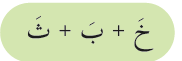 خَ + بَ + ثَ